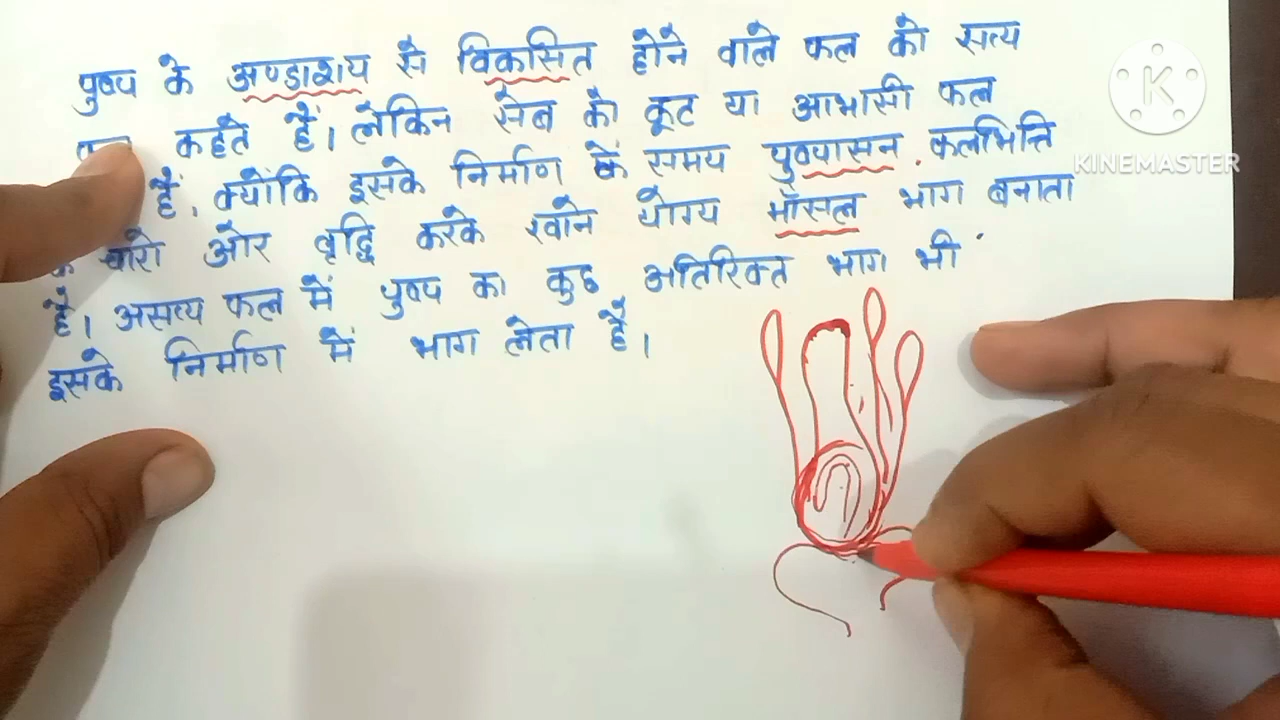 पुष्प के अण्डाशय से विकसित होने वाले फल को सत्य
कहते हैं। लेकिन सेब को कूट या आभासी फल
हैं, क्योंकि इसके निर्माण के समय पुष्पासन, फलभित्ति
के चारो ओर वृद्धि करके खाने योग्य माँसल भाग बनाता
है। असत्य फल में पुष्प का कुछ अतिरिक्त भाग भी
इसके निर्माण में भाग लेता है।
K
KINEMASTER